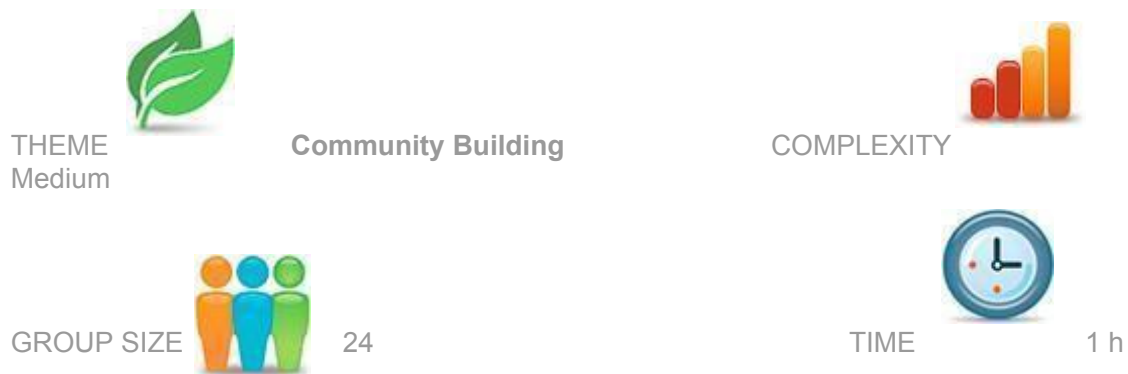 THEME Community Building COMPLEXITY
Medium
GROUP SIZE 24 TIME 1 h